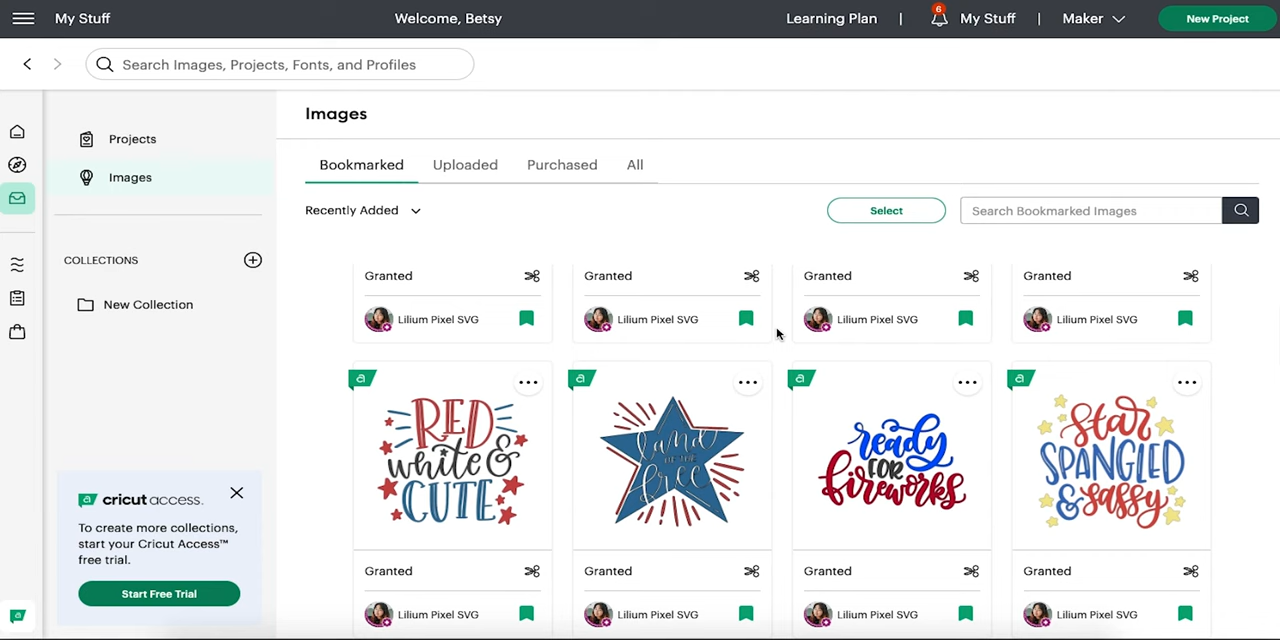 My Stuff
Welcome, Betsy
Learning Plan | 6 My Stuff | Maker
New Project
Search Images, Projects, Fonts, and Profiles
Projects
Images
COLLECTIONS
New Collection
a cricut access.
To create more collections,
start your Cricut Access™
free trial.
Start Free Trial
a
Images
Bookmarked Uploaded Purchased All
Recently Added
Select
Search Bookmarked Images
Granted
Granted
Granted
Granted
Lilium Pixel SVG
Lilium Pixel SVG
Lilium Pixel SVG
Lilium Pixel SVG
a
RED
white &
CUTE
a
land
OF THE
free
a
ready
FOR
fireworks
a
Star
SPANGLED
& sassy
Granted
Granted
Granted
Granted
Lilium Pixel SVG
Lilium Pixel SVG
Lilium Pixel SVG
Lilium Pixel SVG